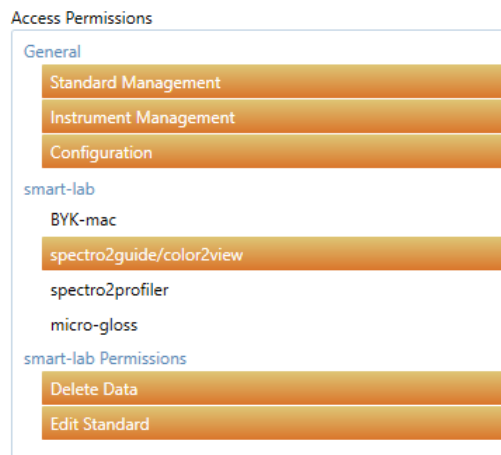 Access Permissions
General
Standard Management
Instrument Management
Configuration
smart-lab
BYK-mac
spectro2guide/color2view
spectro2profiler
micro-gloss
smart-lab Permissions
Delete Data
Edit Standard